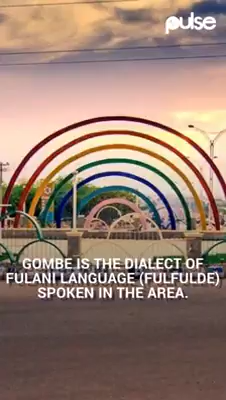 pulse
GOMBE IS THE DIALECT OF
FULANI LANGUAGE (FULFULDE)
SPOKEN IN THE AREA.